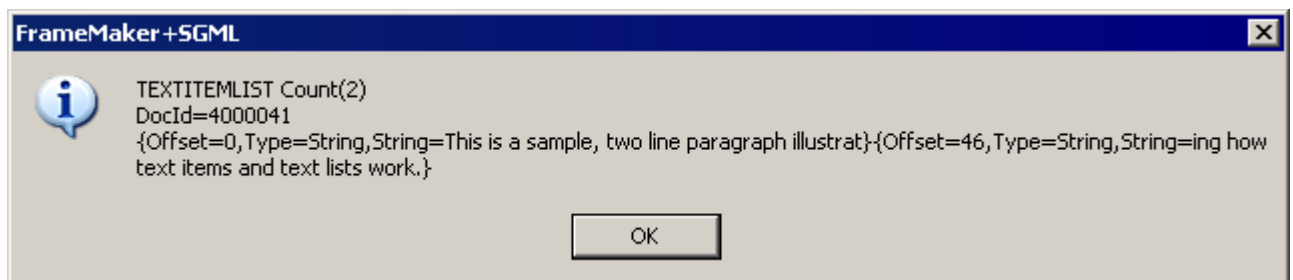 FrameMaker+SGML
TEXTITEMLIST Count(2)
DocId=4000041
{Offset=0,Type=String,String=This is a sample, two line paragraph illustrat}{Offset=46,Type=String,String=ing how
text items and text lists work.}
OK